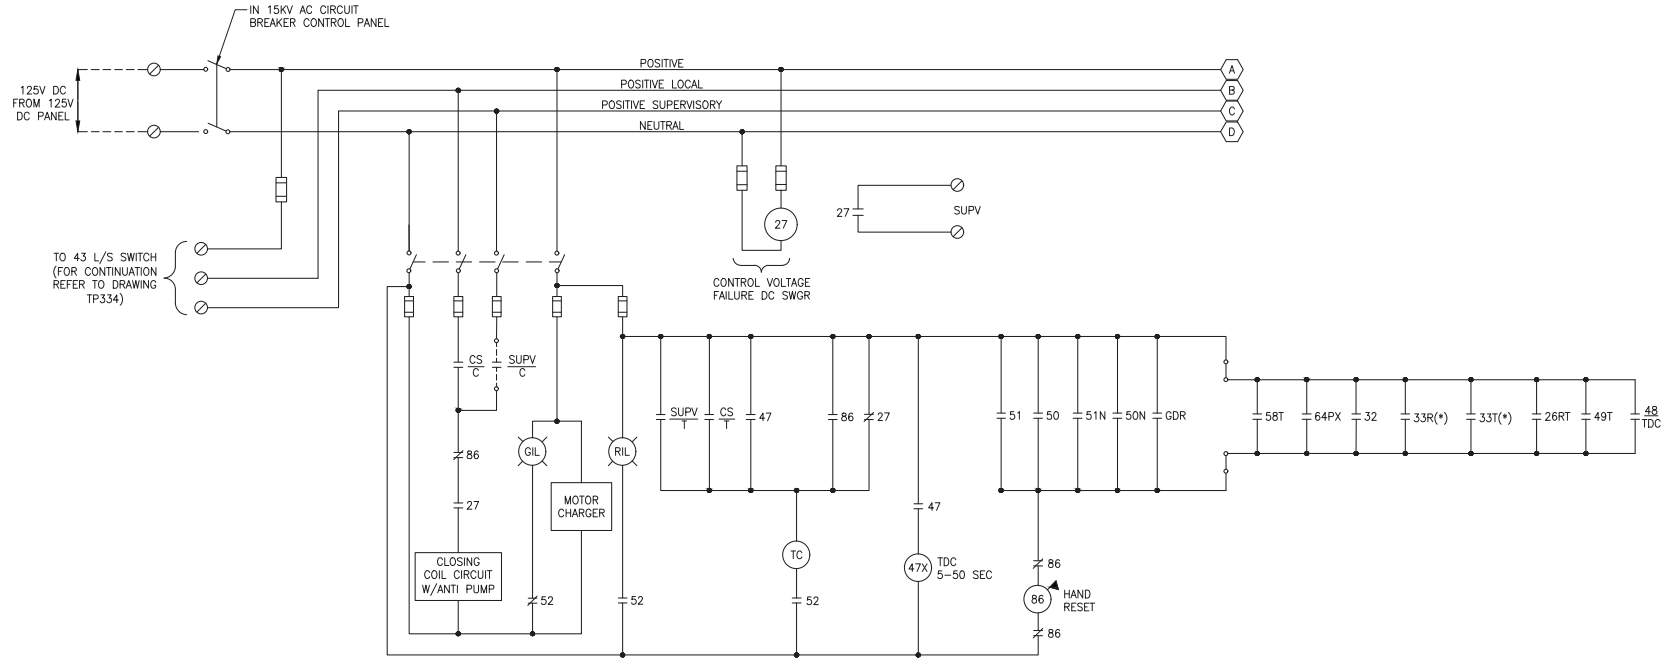 IN 15KV AC CIRCUIT
BREAKER CONTROL PANEL
POSITIVE
A
POSITIVE LOCAL
B
125V DC
FROM 125V
DC PANEL
POSITIVE SUPERVISORY
C
NEUTRAL
D
27
27
SUPV
TO 43 L/S SWITCH
(FOR CONTINUATION
REFER TO DRAWING
TP334)
CONTROL VOLTAGE
FAILURE DC SWGR
CS
C
SUPV
C
SUPV
T
CS
T
47
86
27
51
50
51N
50N
GDR
58T
64PX
32
33R(*)
33T(*)
26RT
49T
48
TDC
86
GIL
RIL
27
MOTOR
CHARGER
47
CLOSING
COIL CIRCUIT
W/ANTI PUMP
TC
47X
TDC
5-50 SEC
86
52
52
52
86
HAND
RESET
86